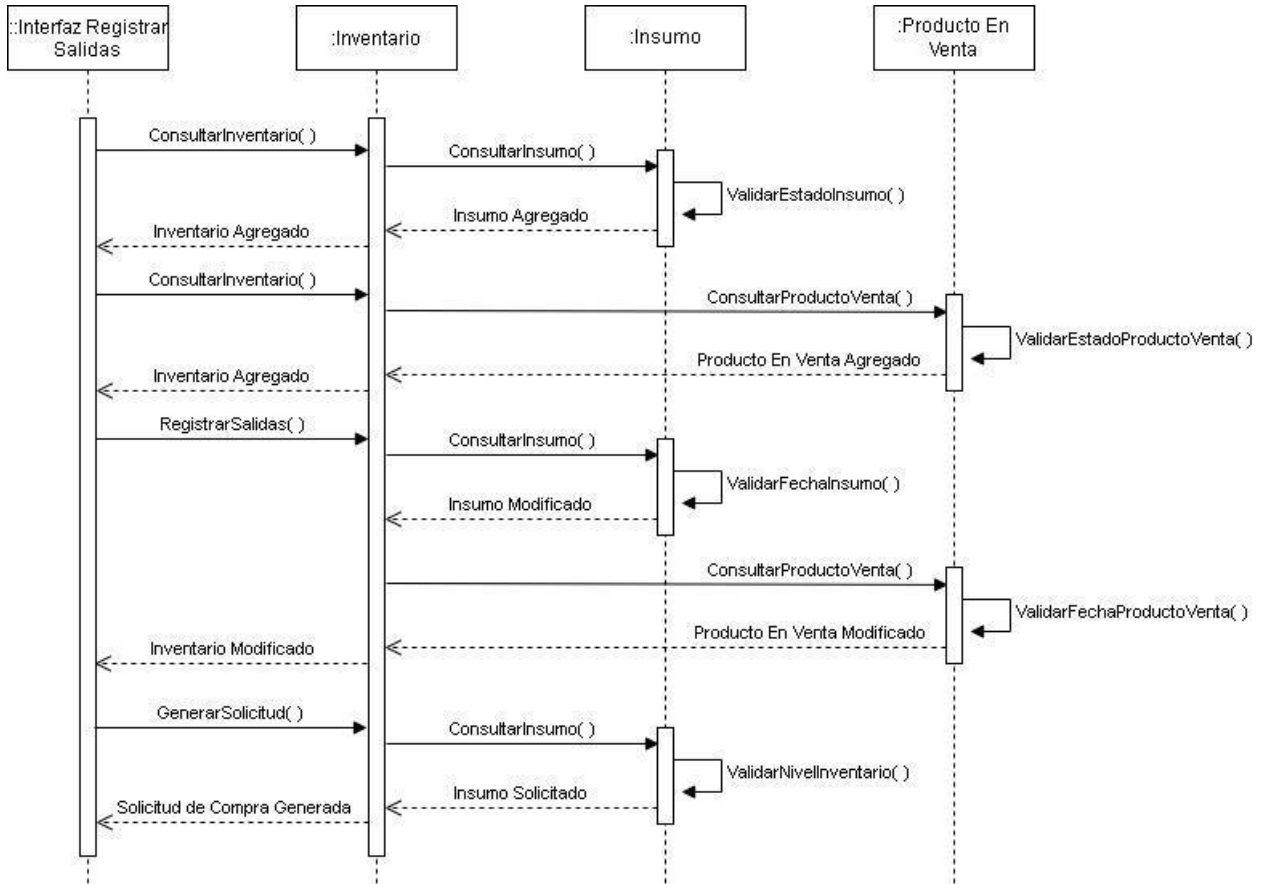 ::Interfaz Registrar
Salidas
:Inventario
:Insumo
:Producto En
Venta
ConsultarInventario( )
ConsultarInsumo( )
ValidarEstadoInsumo( )
Insumo Agregado
Inventario Agregado
ConsultarInventario( )
ConsultarProductoVenta( )
ValidarEstadoProductoVenta( )
Producto En Venta Agregado
Inventario Agregado
RegistrarSalidas( )
ConsultarInsumo( )
ValidarFechaInsumo( )
Insumo Modificado
ConsultarProductoVenta( )
ValidarFechaProductoVenta( )
Producto En Venta Modificado
Inventario Modificado
GenerarSolicitud( )
ConsultarInsumo( )
ValidarNivelInventario( )
Insumo Solicitado
Solicitud de Compra Generada